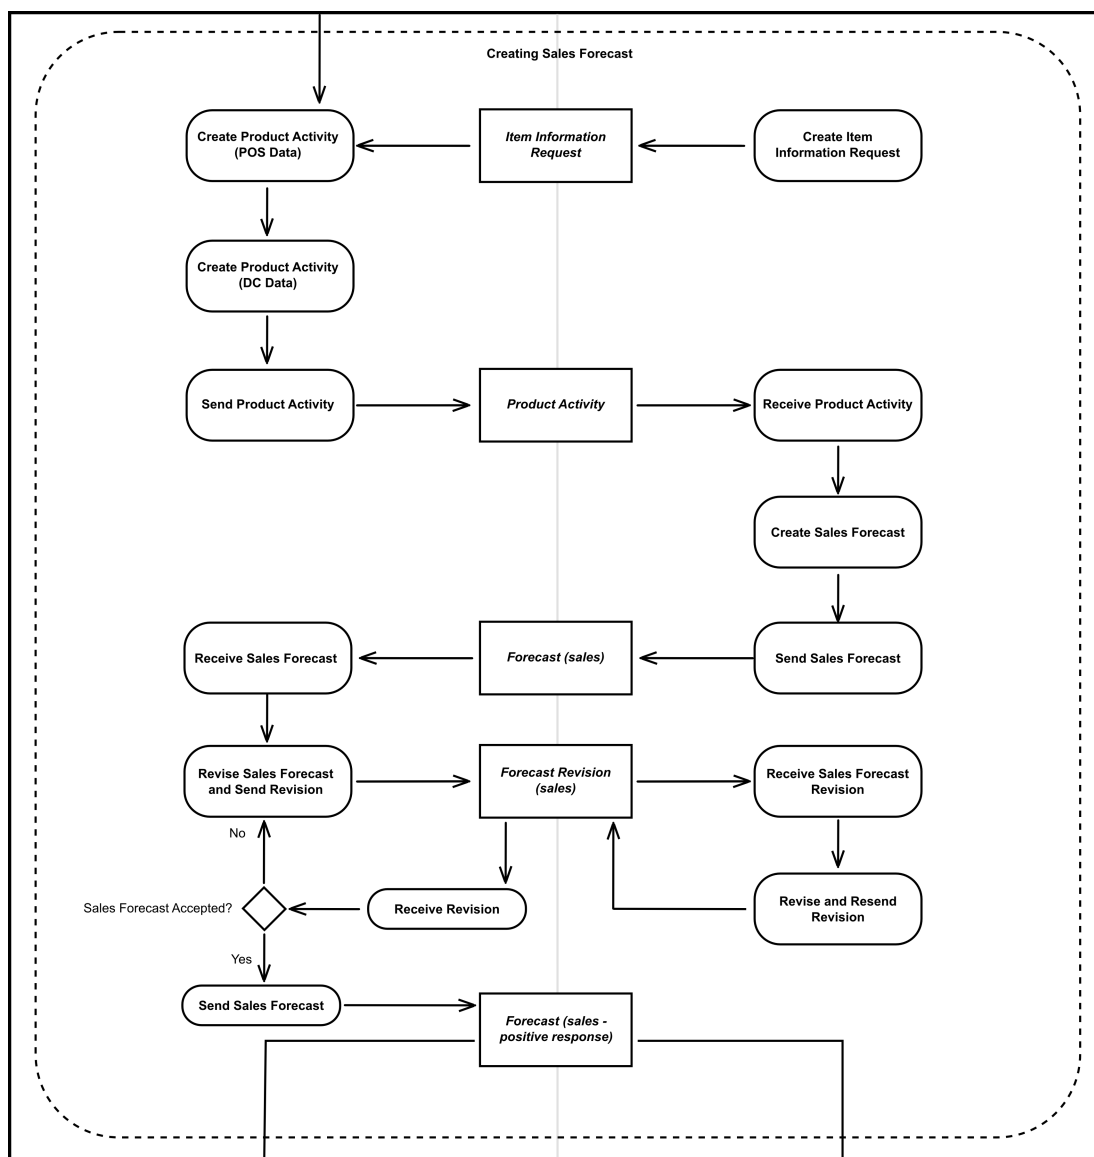 Creating Sales Forecast
Create Product Activity
(POS Data)
Item Information
Request
Create Item
Information Request
Create Product Activity
(DC Data)
Send Product Activity
Product Activity
Receive Product Activity
Create Sales Forecast
Receive Sales Forecast
Forecast (sales)
Send Sales Forecast
Revise Sales Forecast
and Send Revision
Forecast Revision
(sales)
Receive Sales Forecast
Revision
No
Sales Forecast Accepted?
Receive Revision
Revise and Resend
Revision
Yes
Send Sales Forecast
Forecast (sales -
positive response)